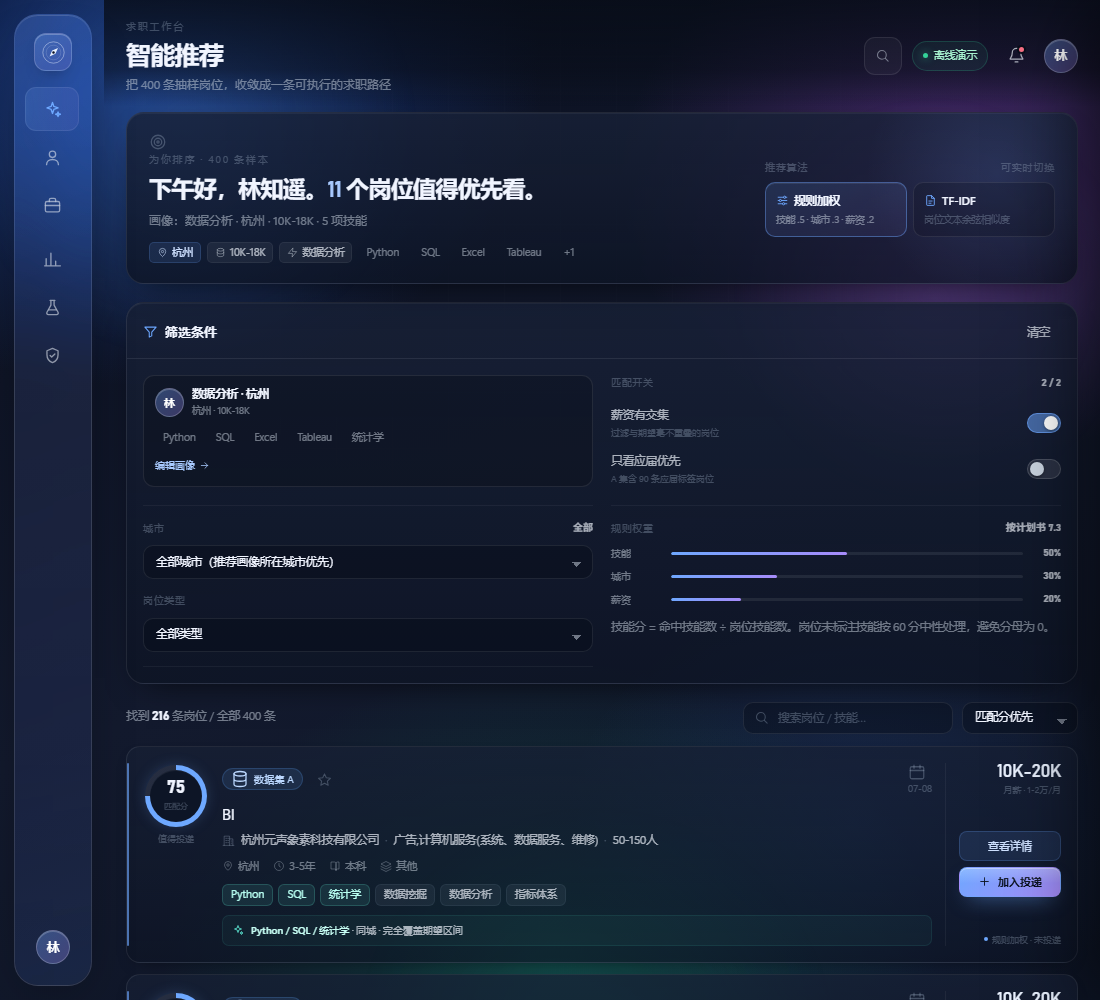 求职工作台
智能推荐
把 400 条抽样岗位，收敛成一条可执行的求职路径
离线演示
林
为你排序 · 400 条样本
下午好，林知遥。11 个岗位值得优先看。
画像：数据分析 · 杭州 · 10K-18K · 5 项技能
杭州 10K-18K 数据分析 Python SQL Excel Tableau +1
推荐算法 可实时切换
规则加权
技能 .5 · 城市 .3 · 薪资 .2
TF-IDF
岗位文本余弦相似度
筛选条件
清空
林
数据分析 · 杭州
杭州 · 10K-18K
Python SQL Excel Tableau 统计学
编辑画像 →
匹配开关 2 / 2
薪资有交集
过滤与期望毫不重叠的岗位
只看应届优先
A 集含 90 条应届标签岗位
城市 全部
全部城市（推荐画像所在城市优先）
岗位类型
全部类型
规则权重 按计划书 7.3
技能 50%
城市 30%
薪资 20%
技能分 = 命中技能数 ÷ 岗位技能数。岗位未标注技能按 60 分中性处理，避免分母为 0。
找到 216 条岗位 / 全部 400 条
搜索岗位 / 技能...
匹配分优先
75
匹配分
值得投递
数据集 A
07-08
BI
杭州元声象素科技有限公司 · 广告,计算机服务(系统、数据服务、维修) · 50-150人
杭州 3-5年 本科 其他
Python SQL 统计学 数据挖掘 数据分析 指标体系
Python / SQL / 统计学 · 同城 · 完全覆盖期望区间
10K-20K
月薪 · 1-2万/月
查看详情
+ 加入投递
规则加权 · 未投递
林
10K-20K